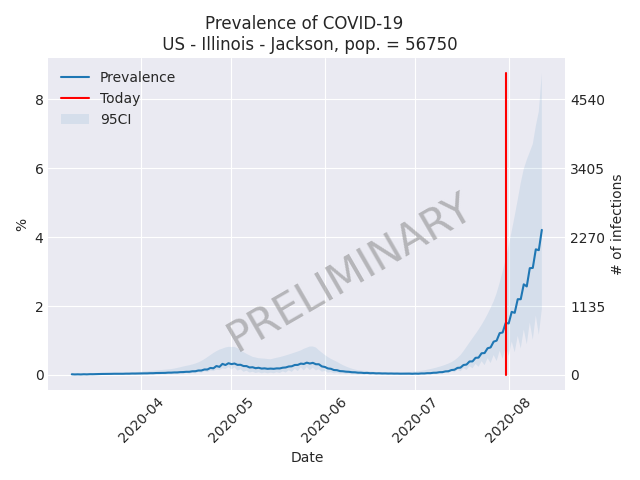 Prevalence of COVID-19
US - Illinois - Jackson, pop. = 56750
Prevalence
Today
95CI
8
6
4
2
0
%
4540
3405
2270
1135
0
# of infections
PRELIMINARY
2020-04
2020-05
2020-06
2020-07
2020-08
Date